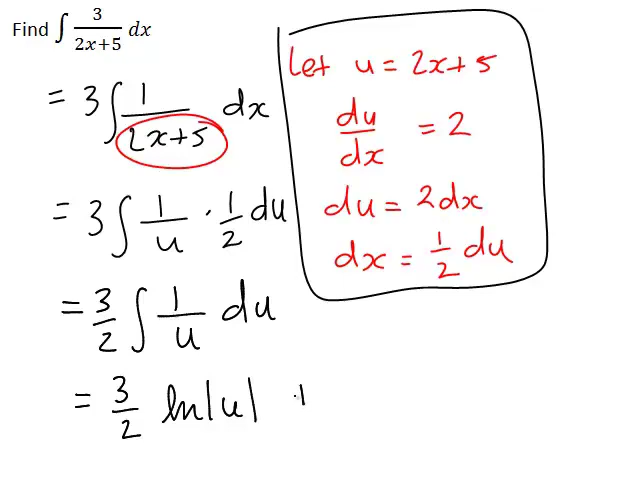 Find ∫ 3/(2x+5) dx
= 3 ∫ 1/(2x+5) dx
= 3 ∫ 1/u · 1/2 du
= 3/2 ∫ 1/u du
= 3/2 ln|u|
Let u = 2x+5
du/dx = 2
du = 2dx
dx = 1/2 du